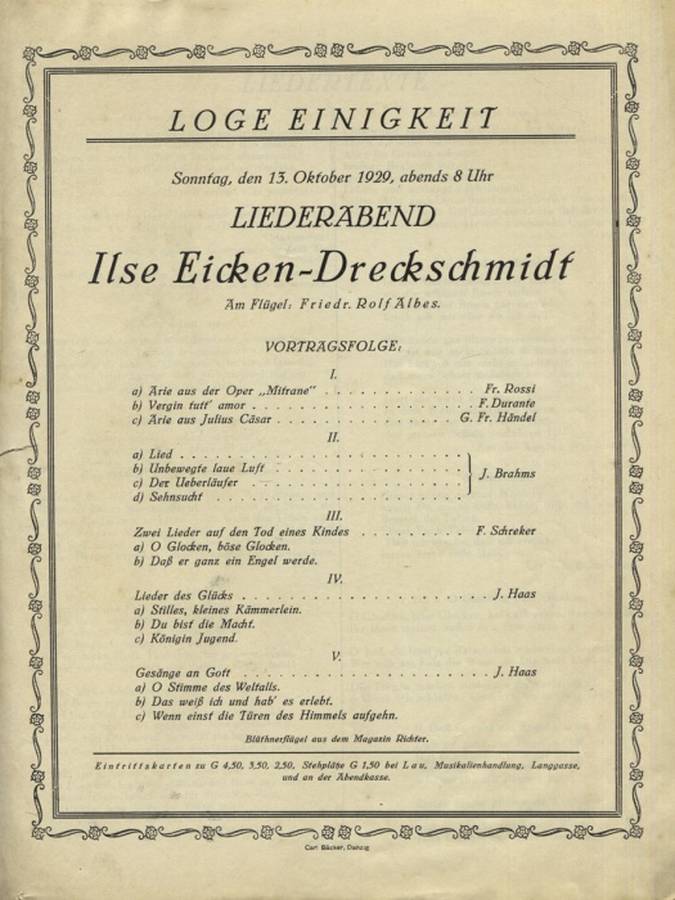 LOGE EINIGKEIT
Sonntag, den 13. Oktober 1929, abends 8 Uhr
LIEDERABEND
Ilse Eicken-Dreckschmidt
Am Flügel: Friedr. Rolf Albes.
VORTRAGSFOLGE:
I.
a) Arie aus der Oper „Mitrane“ . . . . . . . . . . . . . Fr. Rossi
b) Vergin tutt' amor . . . . . . . . . . . . . . . . . . F. Durante
c) Arie aus Julius Cäsar . . . . . . . . . . . . . . G. Fr. Händel
II.
a) Lied . . . . . . . . . . . . . . . . . . .
b) Unbewegte laue Luft . . . . . . . . . . . . .
J. Brahms
c) Der Ueberläufer . . . . . . . . . . . . . . .
d) Sehnsucht . . . . . . . . . . . . . . . . .
III.
Zwei Lieder auf den Tod eines Kindes . . . . . . . . . F. Schreker
a) O Glocken, böse Glocken.
b) Daß er ganz ein Engel werde.
IV.
Lieder des Glücks . . . . . . . . . . . . . . . . . . . . J. Haas
a) Stilles, kleines Kämmerlein.
b) Du bist die Macht.
c) Königin Jugend.
V.
Gesänge an Gott . . . . . . . . . . . . . . . . . . . . J. Haas
a) O Stimme des Weltalls.
b) Das weiß ich und hab' es erlebt.
c) Wenn einst die Türen des Himmels aufgehn.
Blüthnerflügel aus dem Magazin Richter.
Eintrittskarten zu G 4,50, 3,50, 2,50, Stehplätze G 1,50 bei Lau, Musikalienhandlung, Langgasse,
und an der Abendkasse.
Carl Bäcker, Danzig